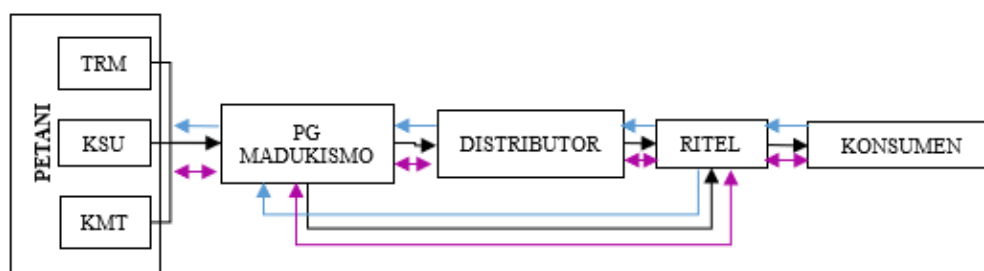 PETANI
TRM
KSU
KMT
PG
MADUKISMO
DISTRIBUTOR
RITEL
KONSUMEN